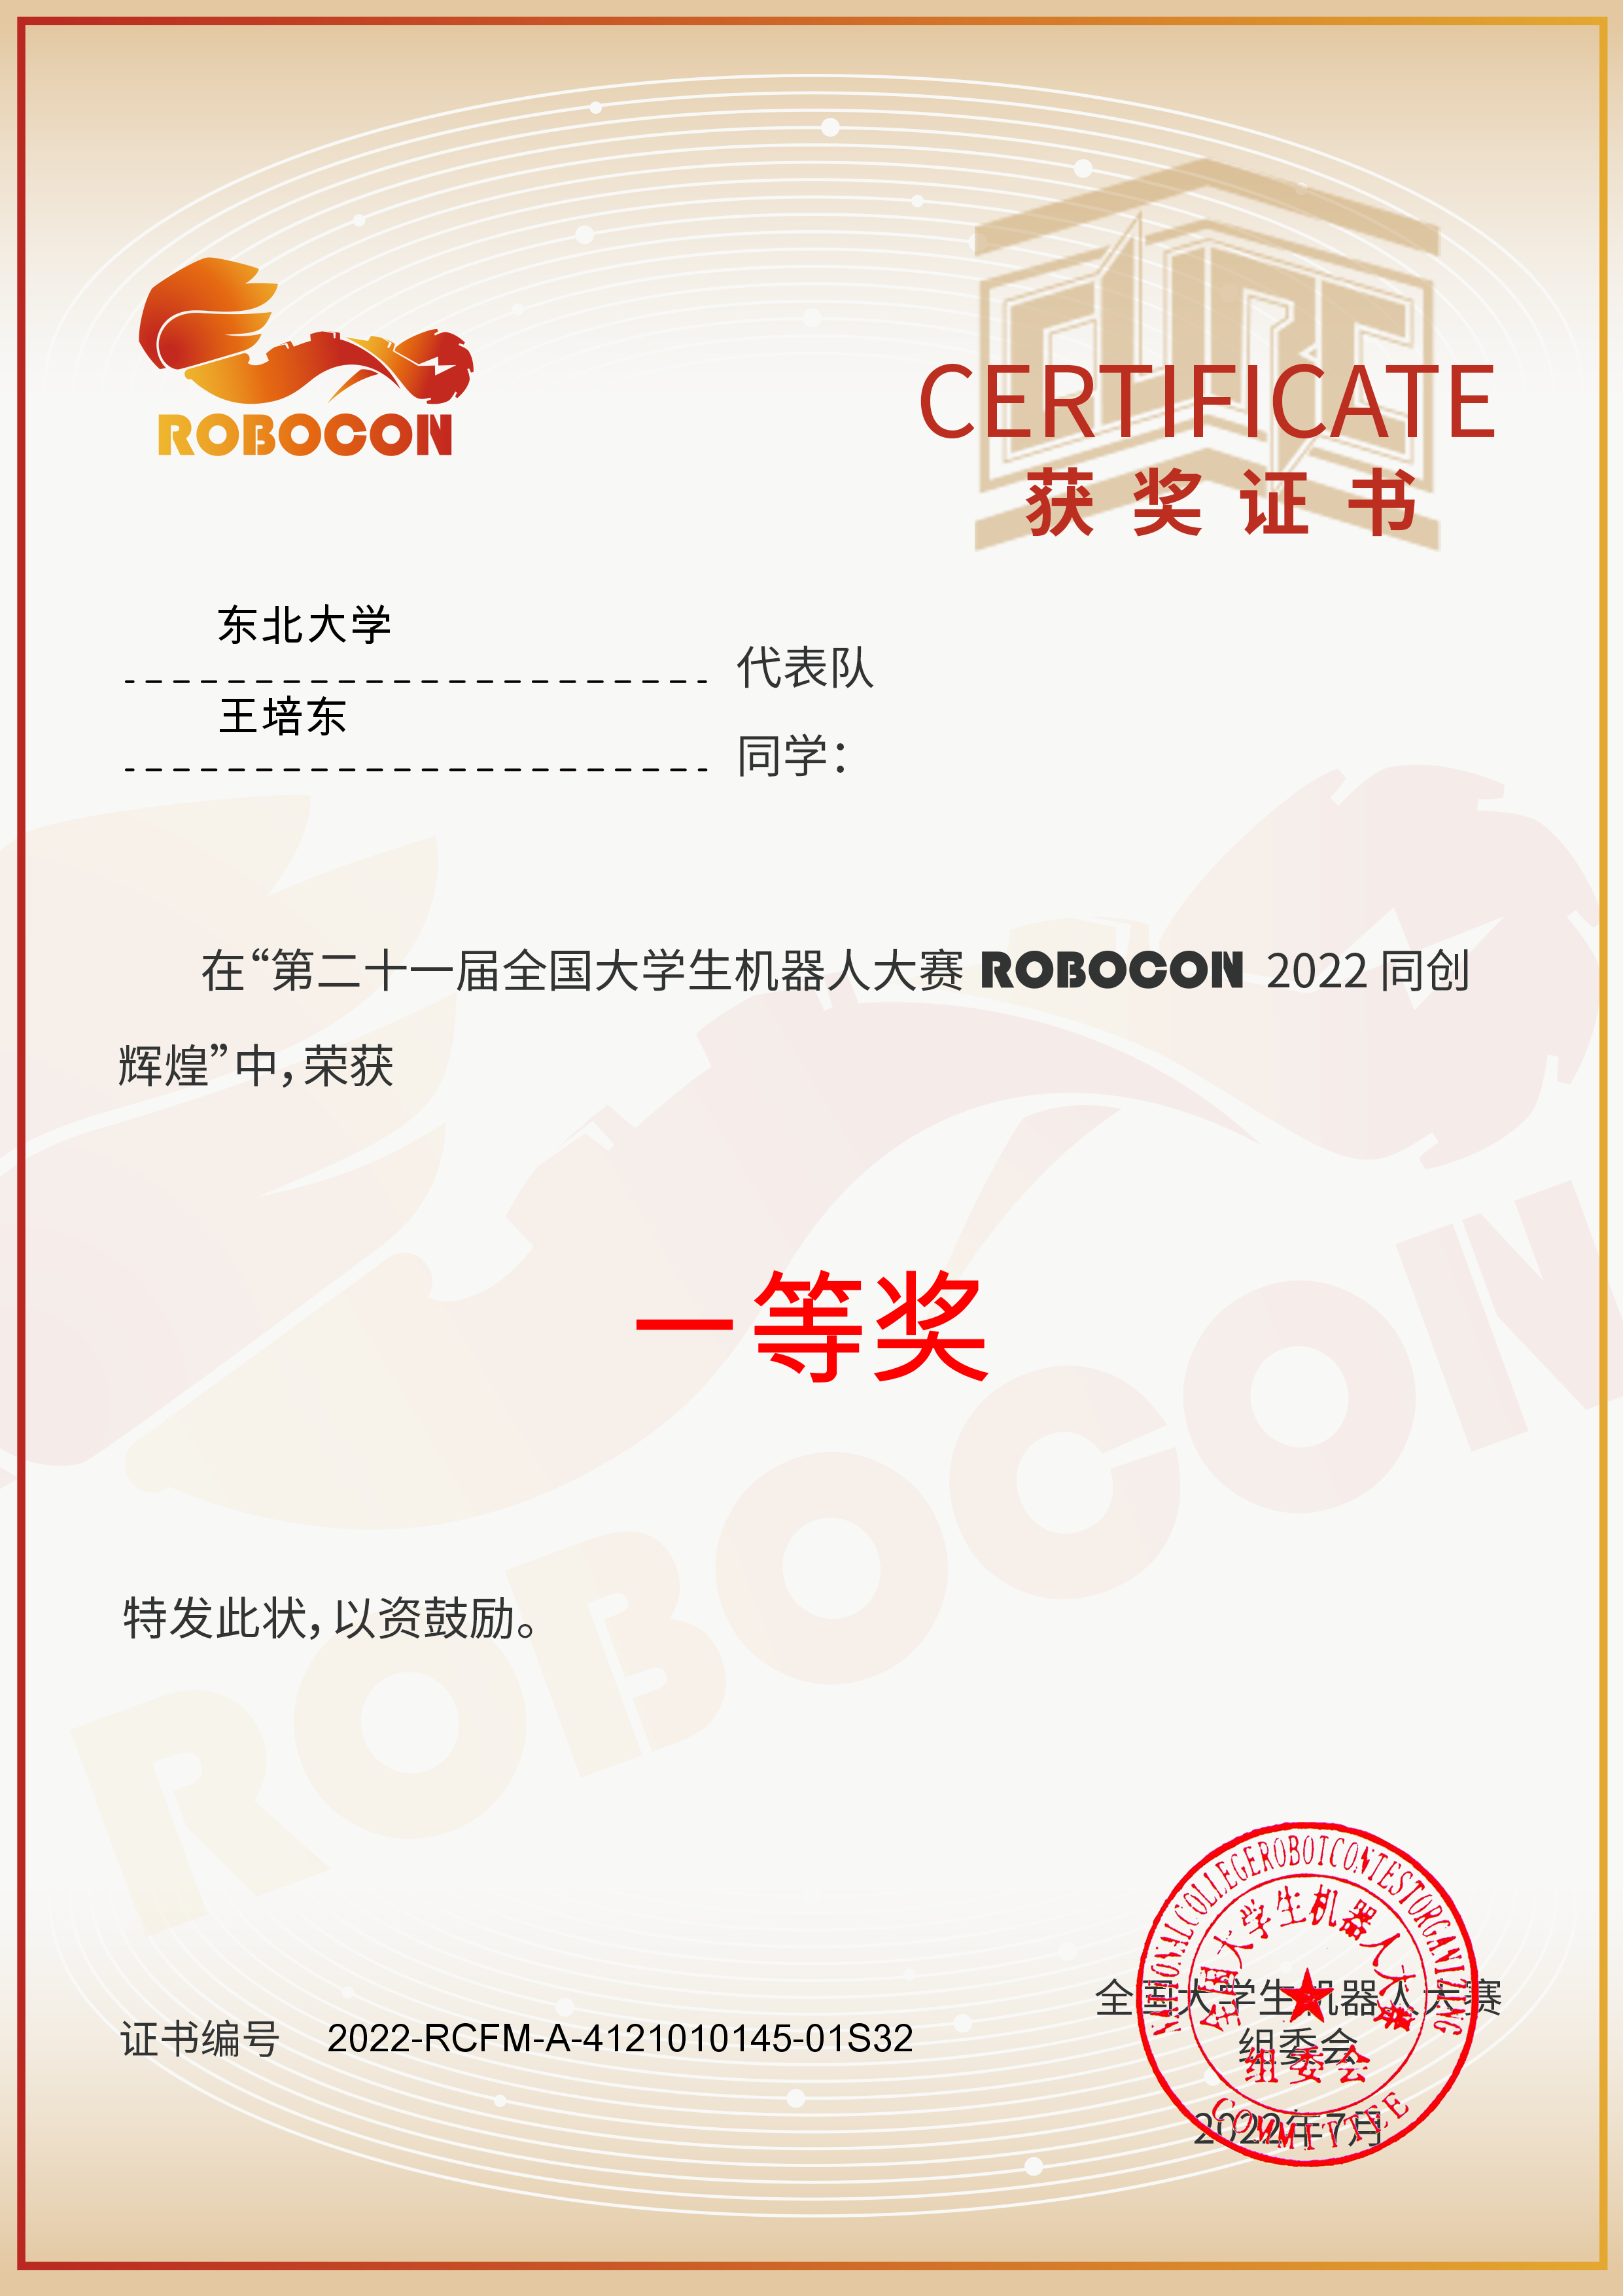 ROBOCON
CERTIFICATE
获奖证书
东北大学
代表队
王培东
同学：
在“第二十一届全国大学生机器人大赛 ROBOCON 2022 同创
辉煌”中，荣获
一等奖
特发此状，以资鼓励。
ROBOCON
证书编号 2022-RCFM-A-4121010145-01S32
全国大学生机器人大赛
组委会
2022年7月
NATIONALCOLLEGEROBOTCONTESTORGANIZING
COMMITTEE
全国大学生机器人大赛
组委会